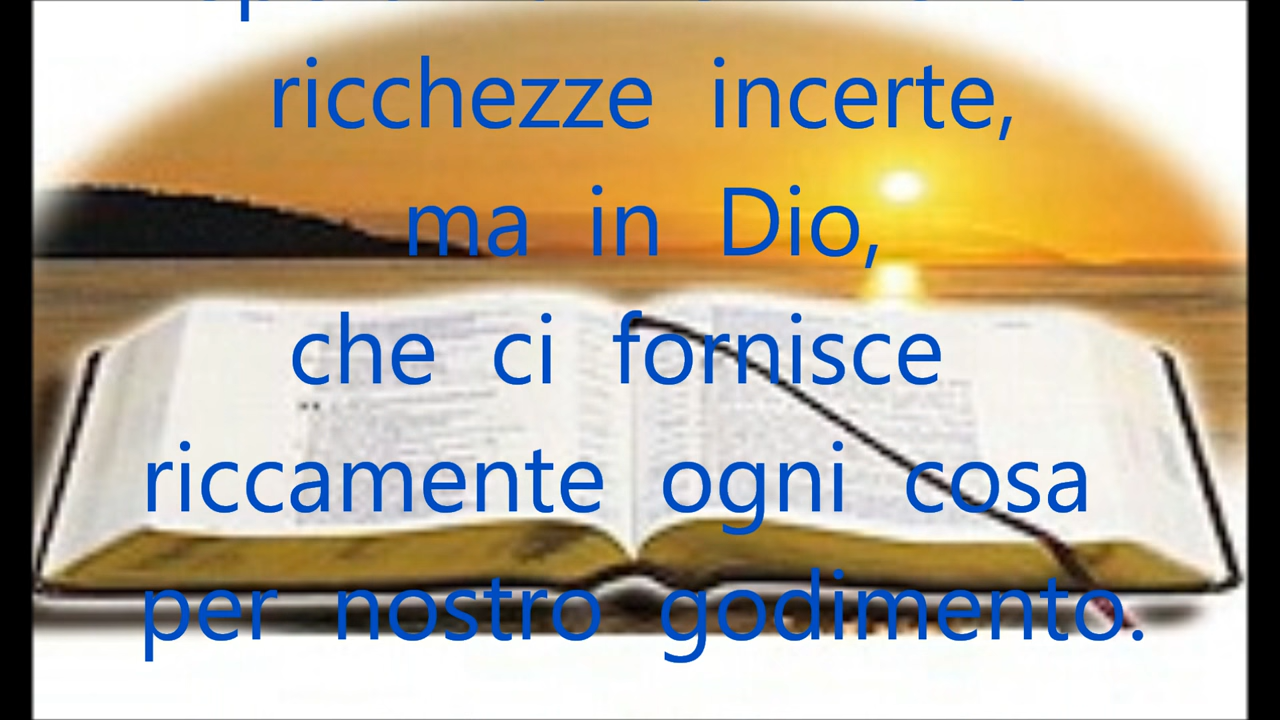 ricchezze incerte,
ma in Dio,
che ci fornisce
riccamente ogni cosa
per nostro godimento.